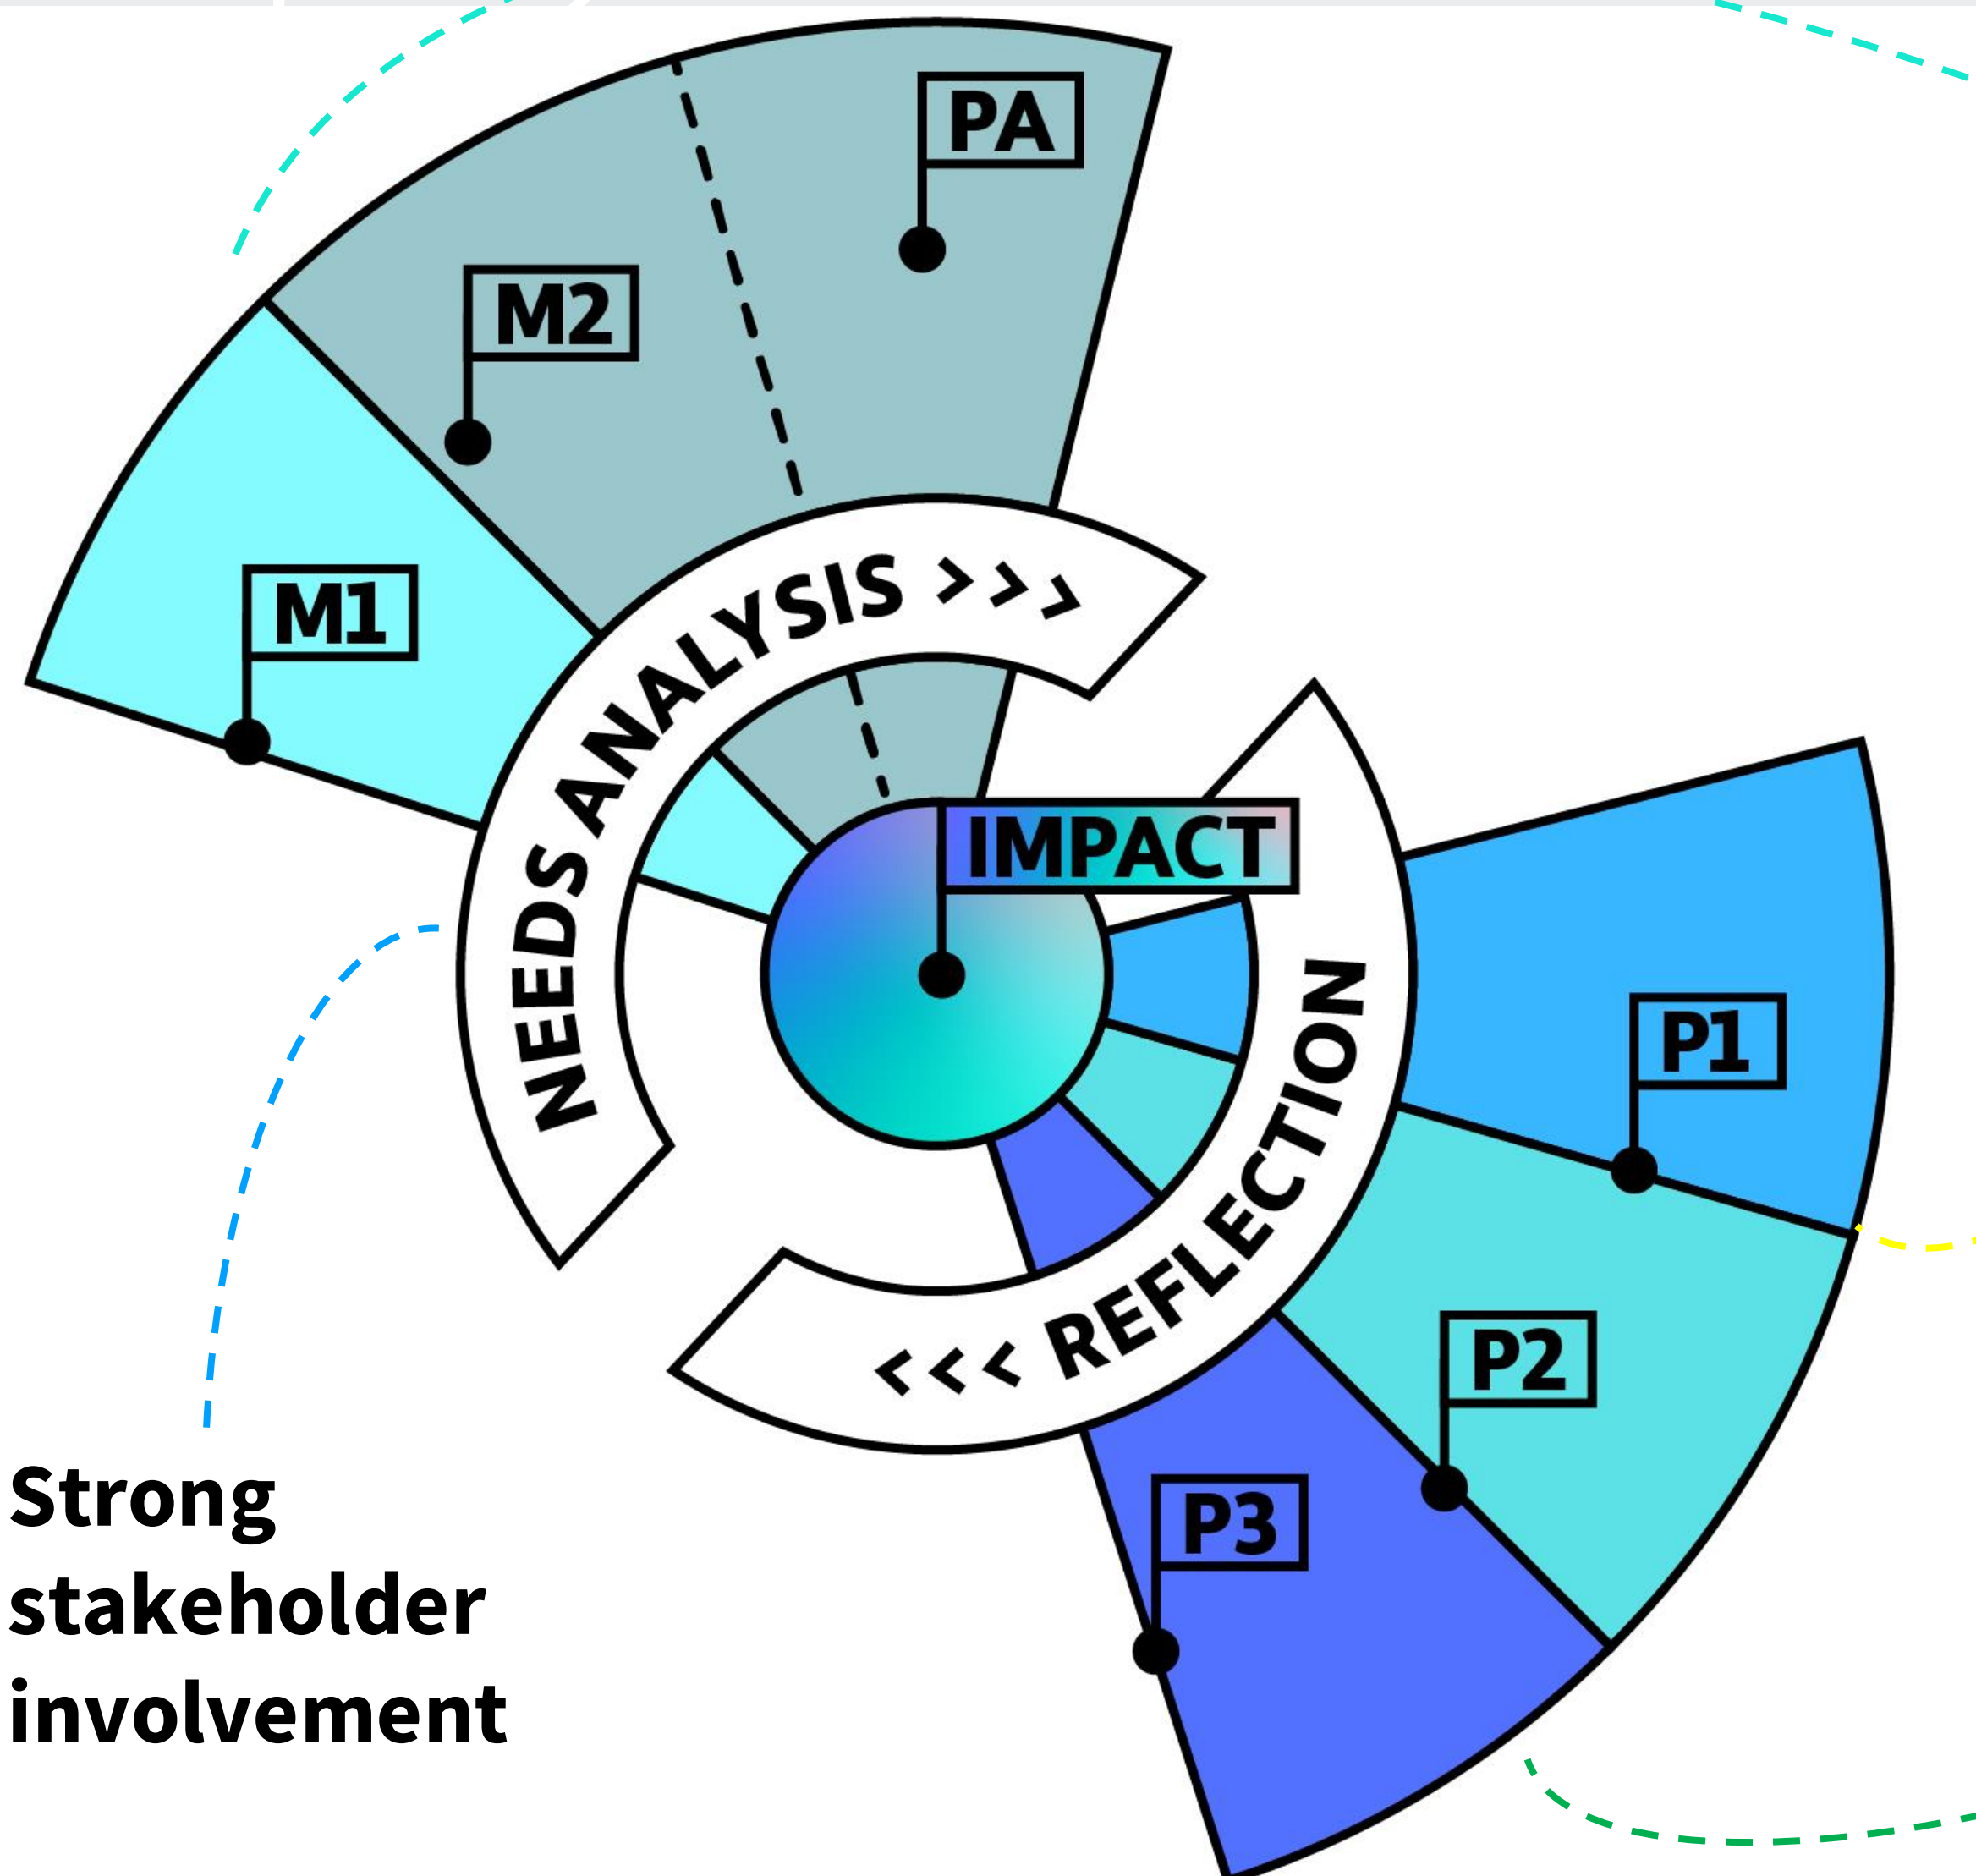 PA
M2
M1
NEEDS ANALYSIS >>>
IMPACT
P1
<<< REFLECTION
P2
P3
Strong
stakeholder
involvement